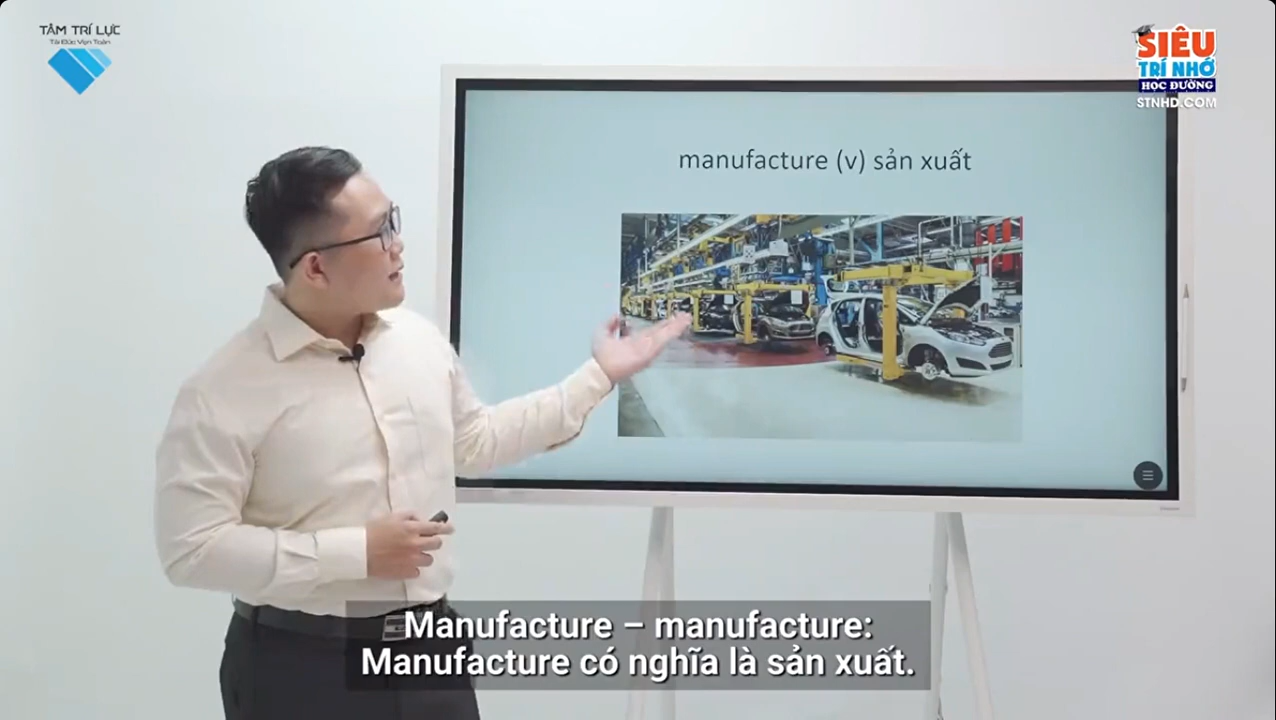 TÂM TRÍ LỰC
Tài Đức Vẹn Toàn
SIÊU
TRÍ NHỚ
HỌC ĐƯỜNG
STNHD.COM
manufacture (v) sản xuất
Manufacture – manufacture:
Manufacture có nghĩa là sản xuất.